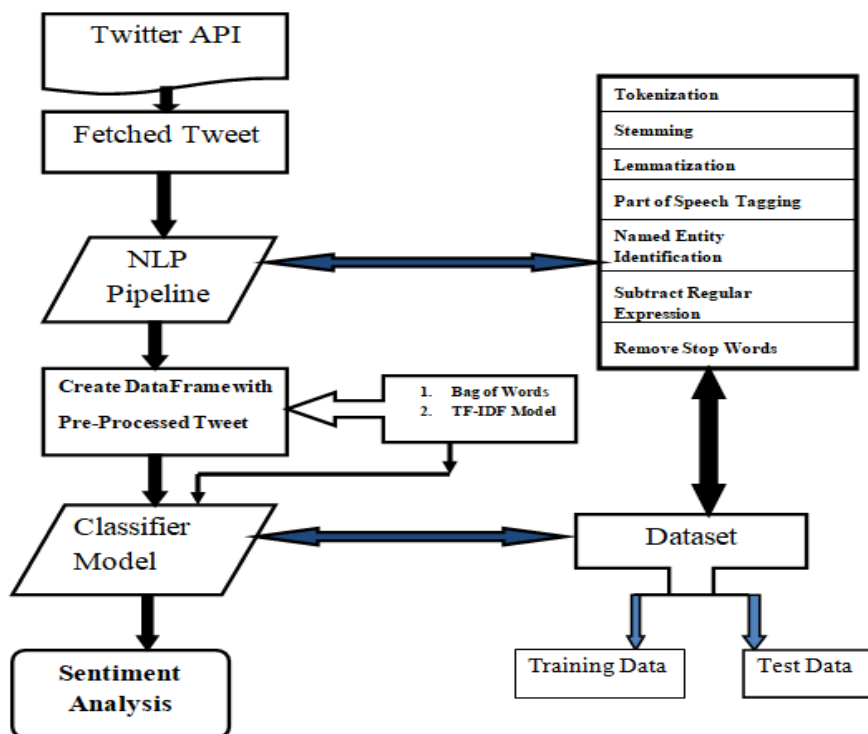 Twitter API
Fetched Tweet
NLP
Pipeline
Create DataFrame with
Pre-Processed Tweet
1. Bag of Words
2. TF-IDF Model
Classifier
Model
Sentiment
Analysis
Tokenization
Stemming
Lemmatization
Part of Speech Tagging
Named Entity
Identification
Subtract Regular
Expression
Remove Stop Words
Dataset
Training Data
Test Data